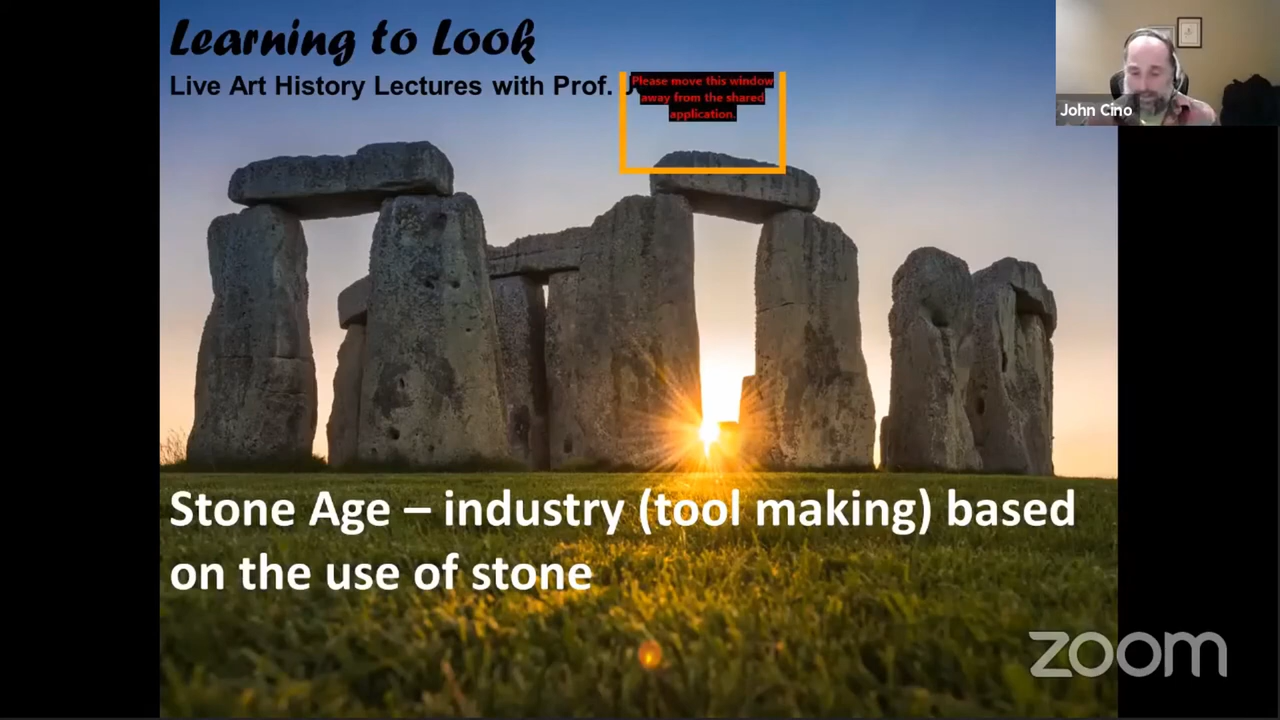 Learning to Look
Live Art History Lectures with Prof.
Please move this window
away from the shared
application.
John Cino
Stone Age – industry (tool making) based
on the use of stone
zoom